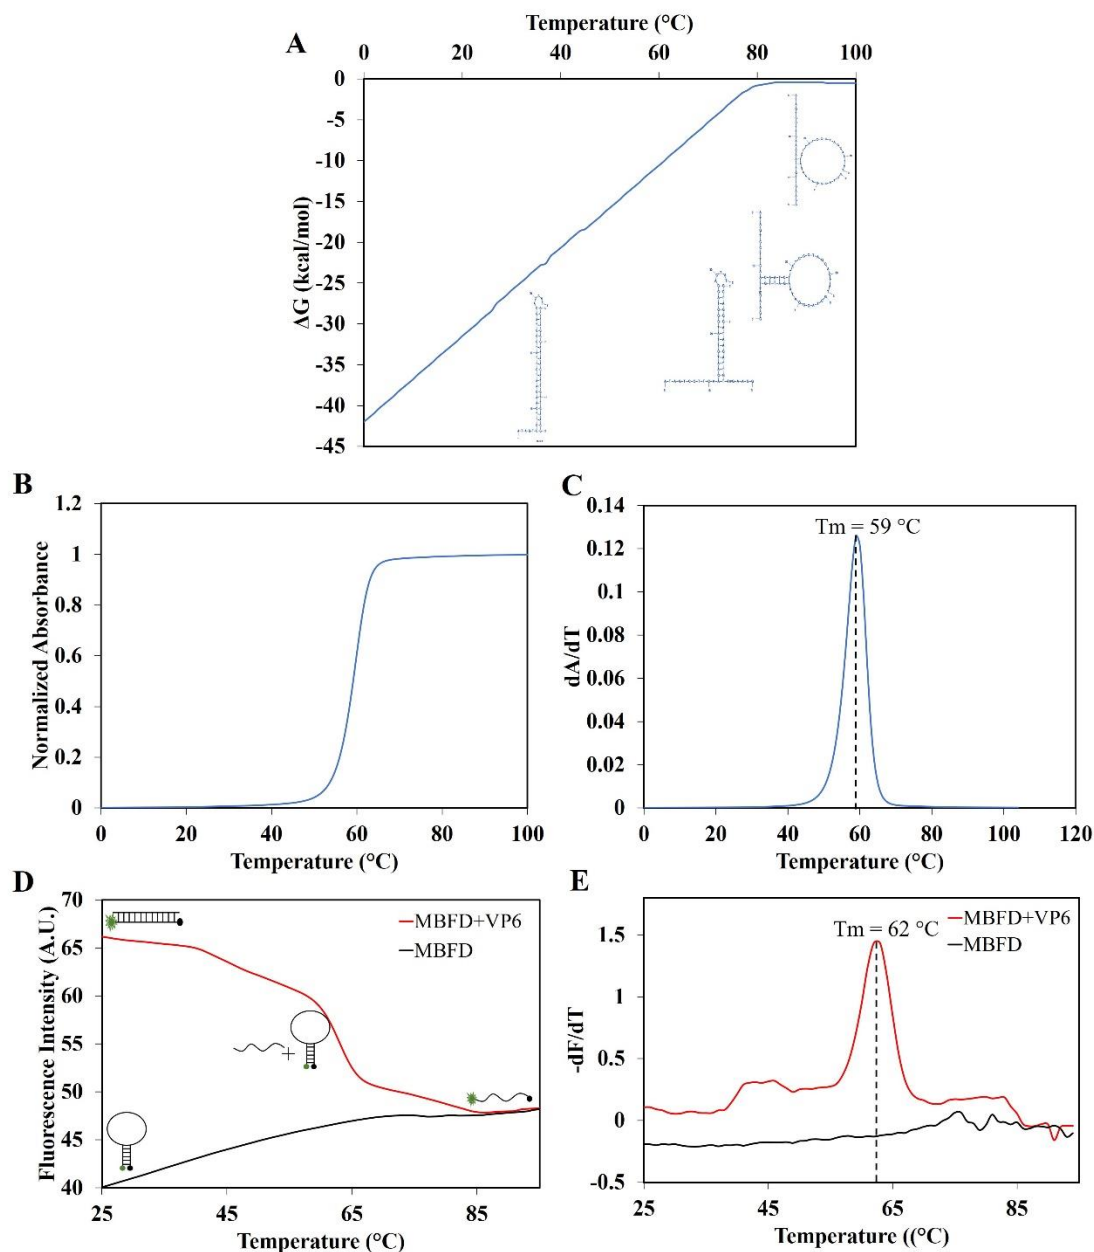 A
Temperature (°C)
0 20 40 60 80 100
0
-5
-10
-15
-20
-25
-30
-35
-40
-45
ΔG (kcal/mol)
B
1.2
1
0.8
0.6
0.4
0.2
0
Normalized Absorbance
0 20 40 60 80 100
Temperature (°C)
C
0.14
0.12
0.1
0.08
0.06
0.04
0.02
0
dA/dT
Tm = 59 °C
0 20 40 60 80 100 120
Temperature (°C)
D
70
65
60
55
50
45
40
Fluorescence Intensity (A.U.)
MBFD+VP6
MBFD
+
25 45 65 85
Temperature (°C)
E
1.5
1
0.5
0
-0.5
-dF/dT
MBFD+VP6
Tm = 62 °C
MBFD
25 45 65 85
Temperature ((°C)